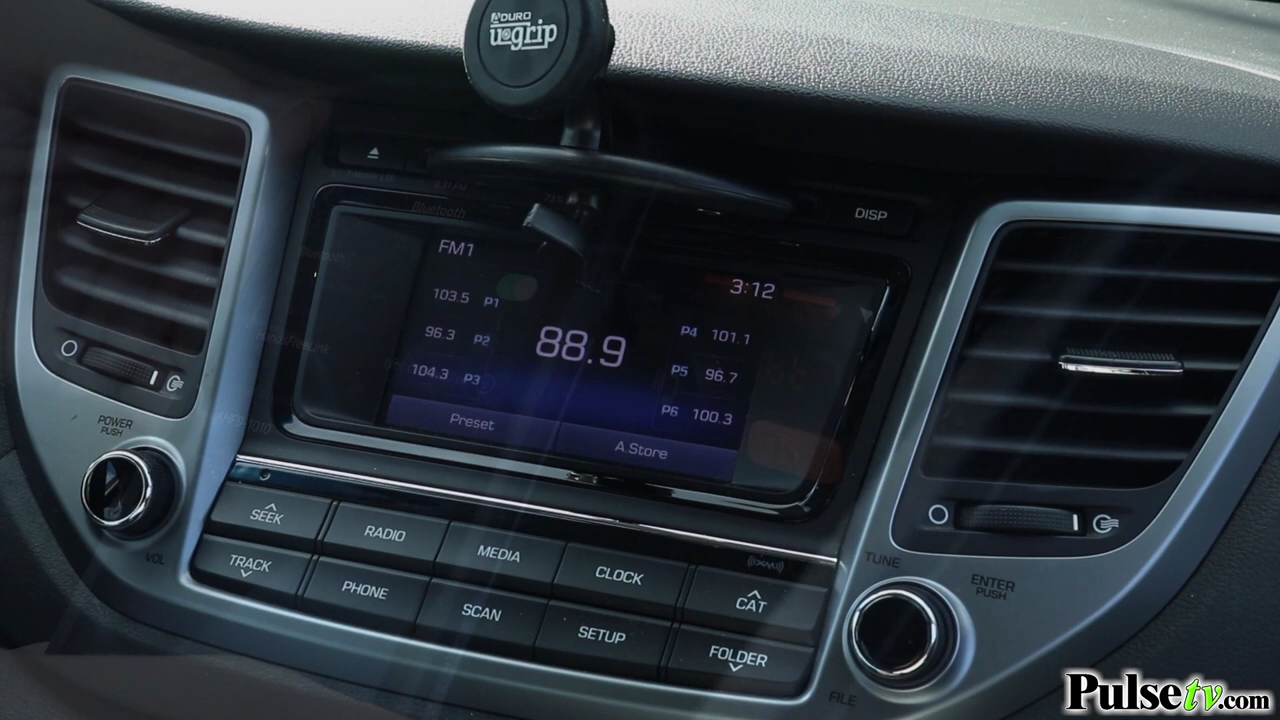 ADURO
u-grip
DISP
Bluetooth
FM1
3:12
103.5 P1
96.3 P2
104.3 P3
88.9
P4 101.1
P5 96.7
P6 100.3
Preset
A.Store
POWER
PUSH
VOL
SEEK
RADIO
MEDIA
CLOCK
CAT
TRACK
PHONE
SCAN
SETUP
FOLDER
TUNE
ENTER
PUSH
FILE
Pulsetv.com